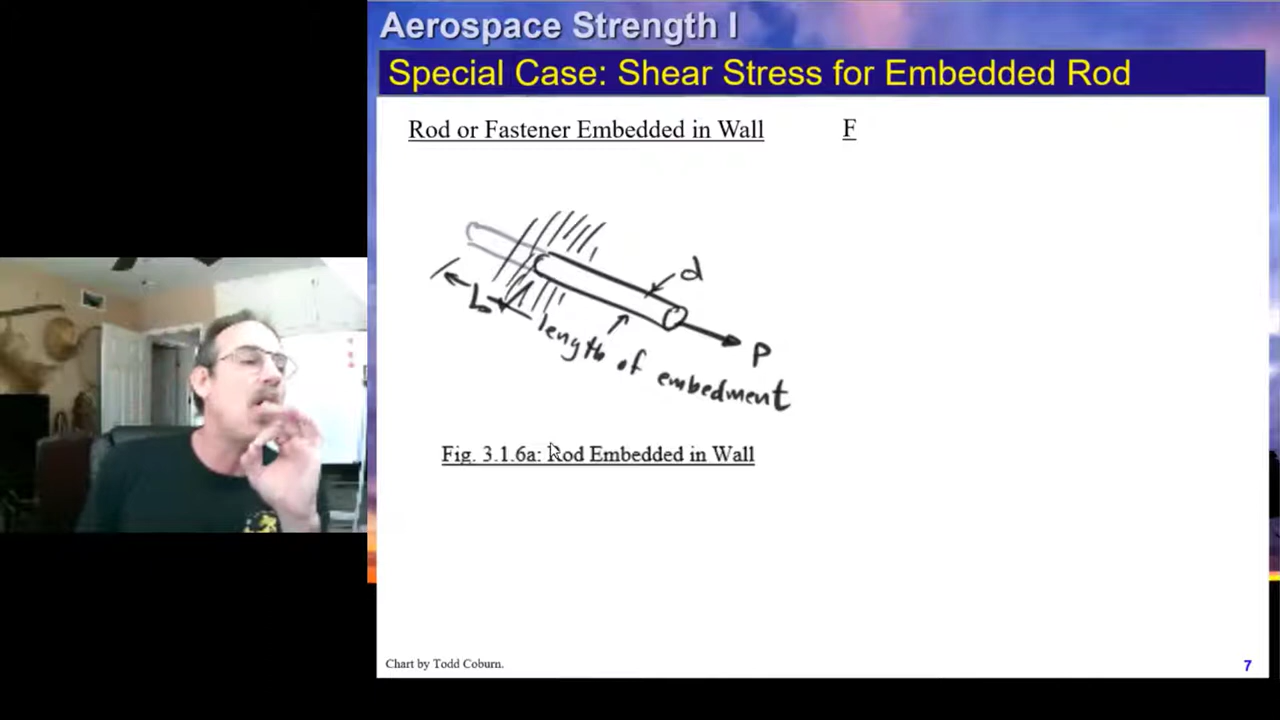 Aerospace Strength I
Special Case: Shear Stress for Embedded Rod
Rod or Fastener Embedded in Wall
F
d
b
length of embedment
P
Fig. 3.1.6a: Rod Embedded in Wall
Chart by Todd Coburn.
7